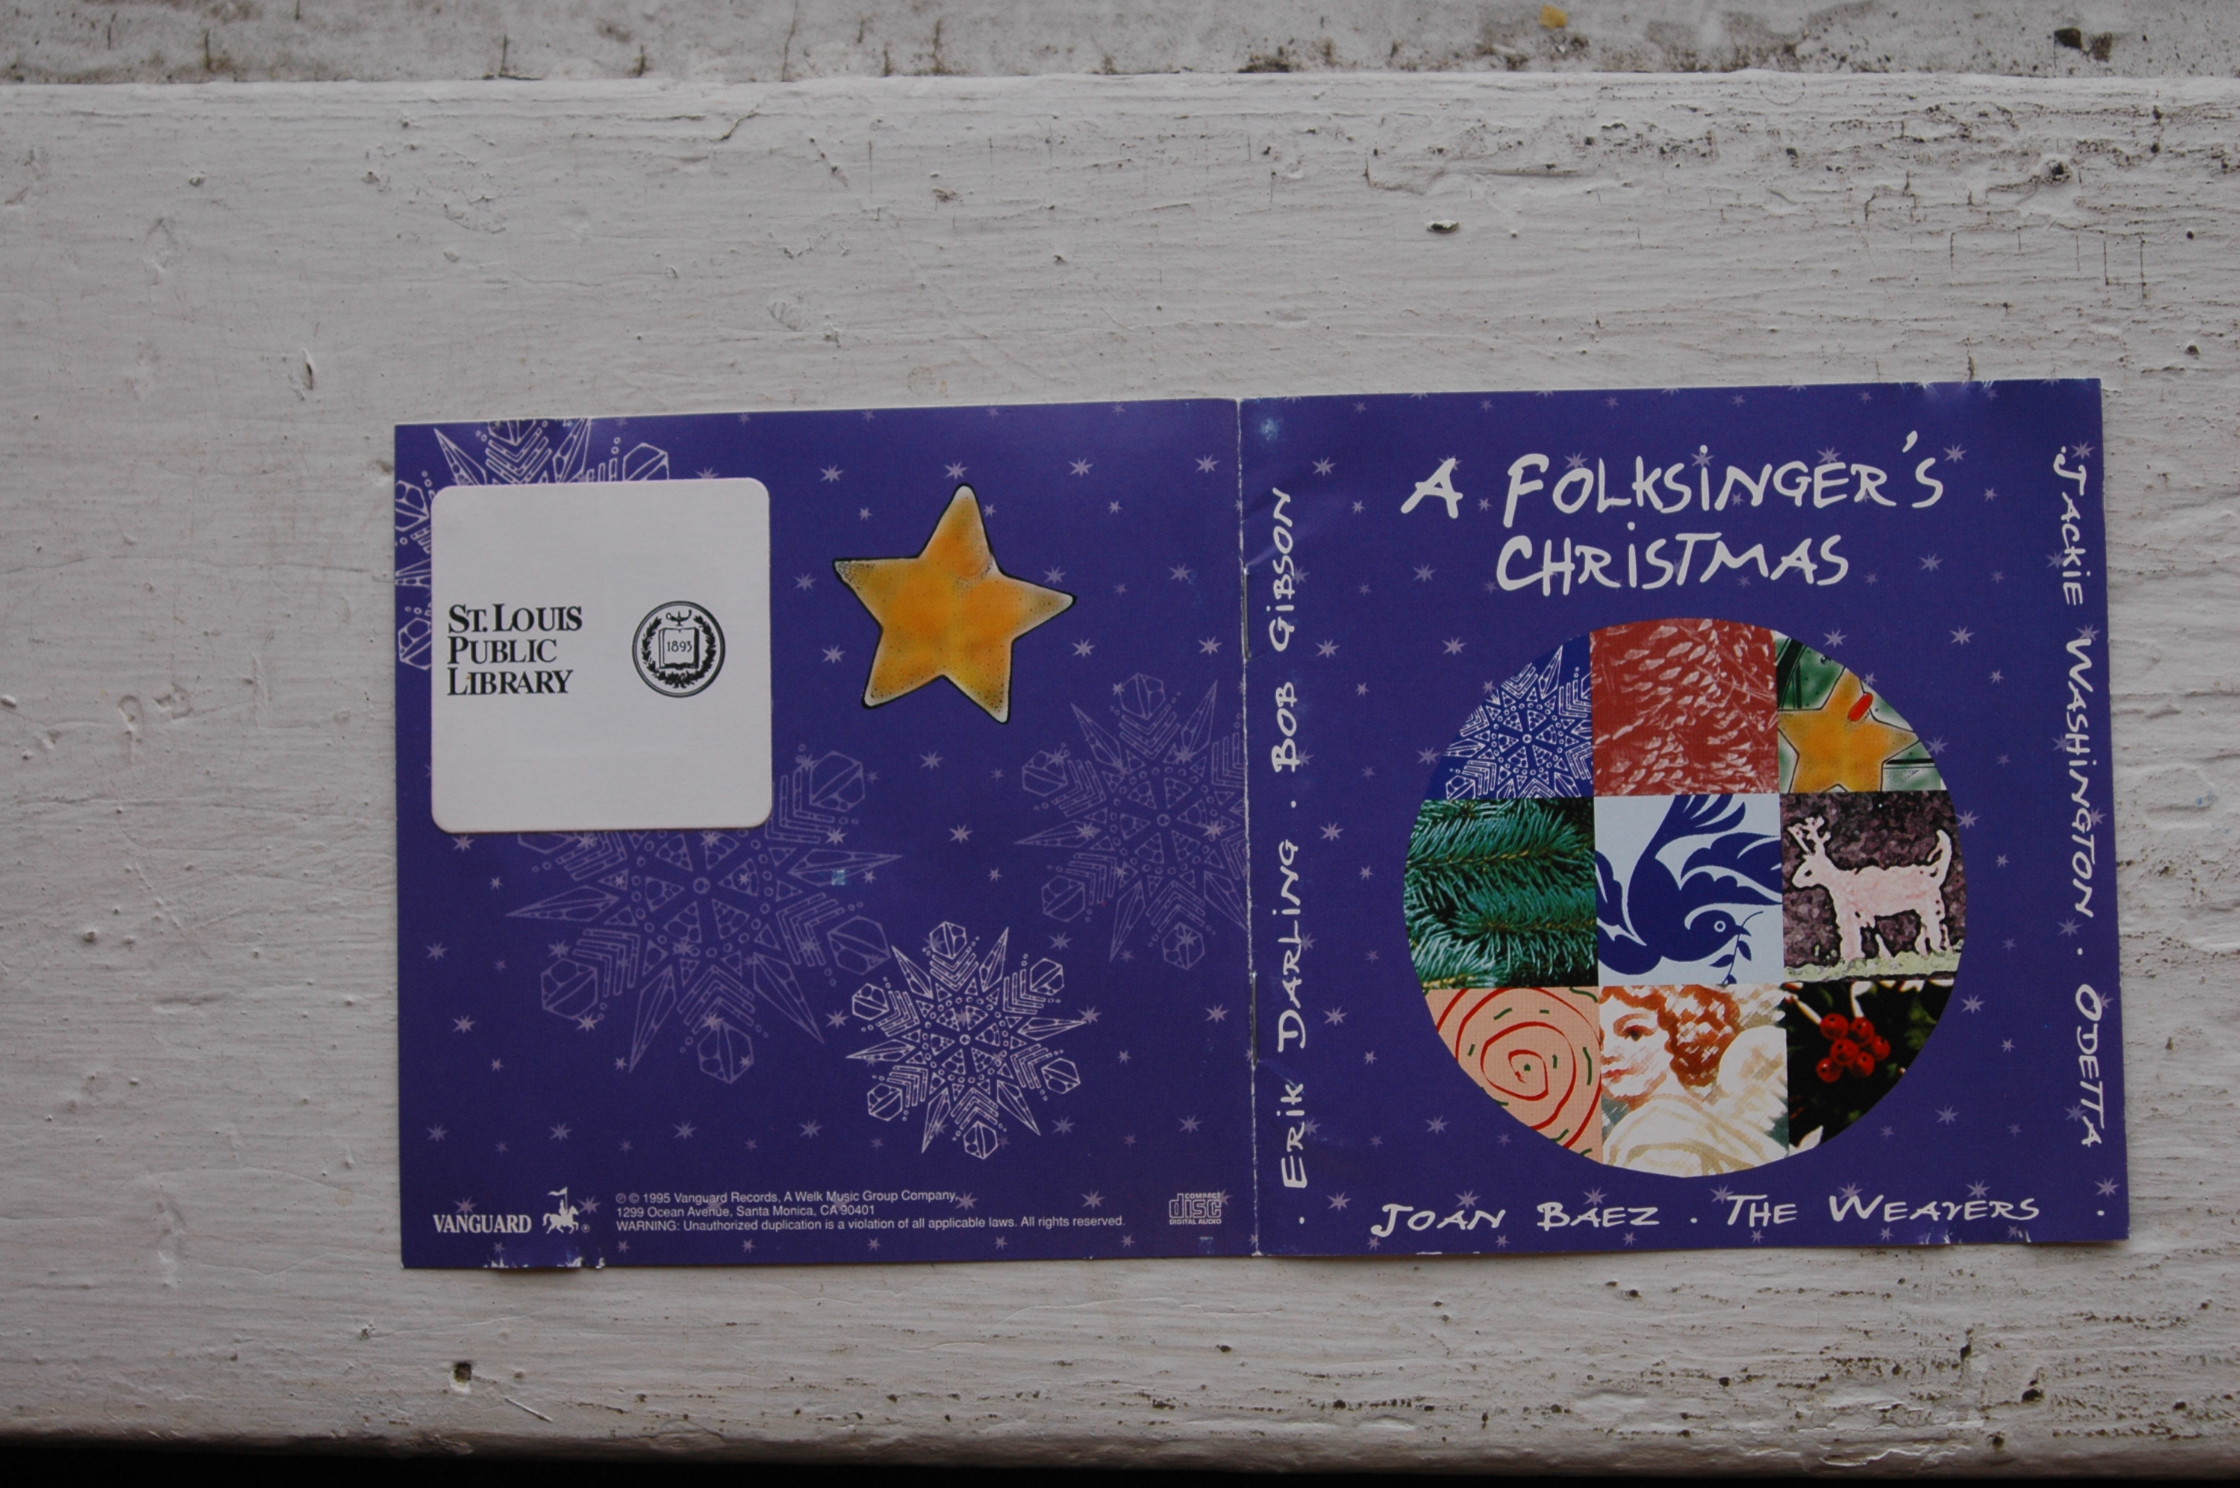 ST. LOUIS
PUBLIC
LIBRARY
1893
VANGUARD ®
℗ © 1995 Vanguard Records, A Welk Music Group Company,
1299 Ocean Avenue, Santa Monica, CA 90401
WARNING: Unauthorized duplication is a violation of all applicable laws. All rights reserved.
COMPACT
disc
DIGITAL AUDIO
A FOLKSiNGER'S
CHRiSTMAS
· ERiK DARLiNG · BOB GiBSON
· JACKiE WASHiNGTON · ODETTA ·
JOAN BAEZ · THE WEAVERS